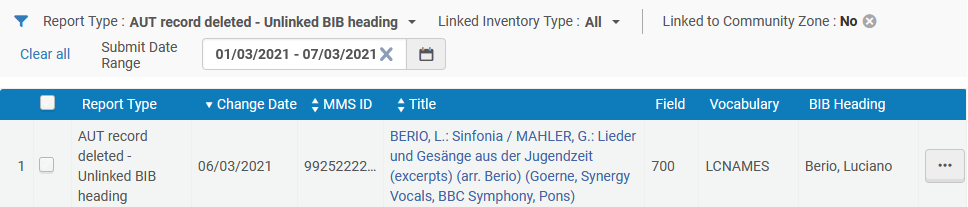 Report Type : AUT record deleted - Unlinked BIB heading Linked Inventory Type : All Linked to Community Zone : No
Clear all Submit Date Range 01/03/2021 - 07/03/2021
Report Type Change Date MMS ID Title Field Vocabulary BIB Heading
1 AUT record deleted - Unlinked BIB heading 06/03/2021 99252222... BERIO, L.: Sinfonia / MAHLER, G.: Lieder und Gesänge aus der Jugendzeit (excerpts) (arr. Berio) (Goerne, Synergy Vocals, BBC Symphony, Pons) 700 LCNAMES Berio, Luciano